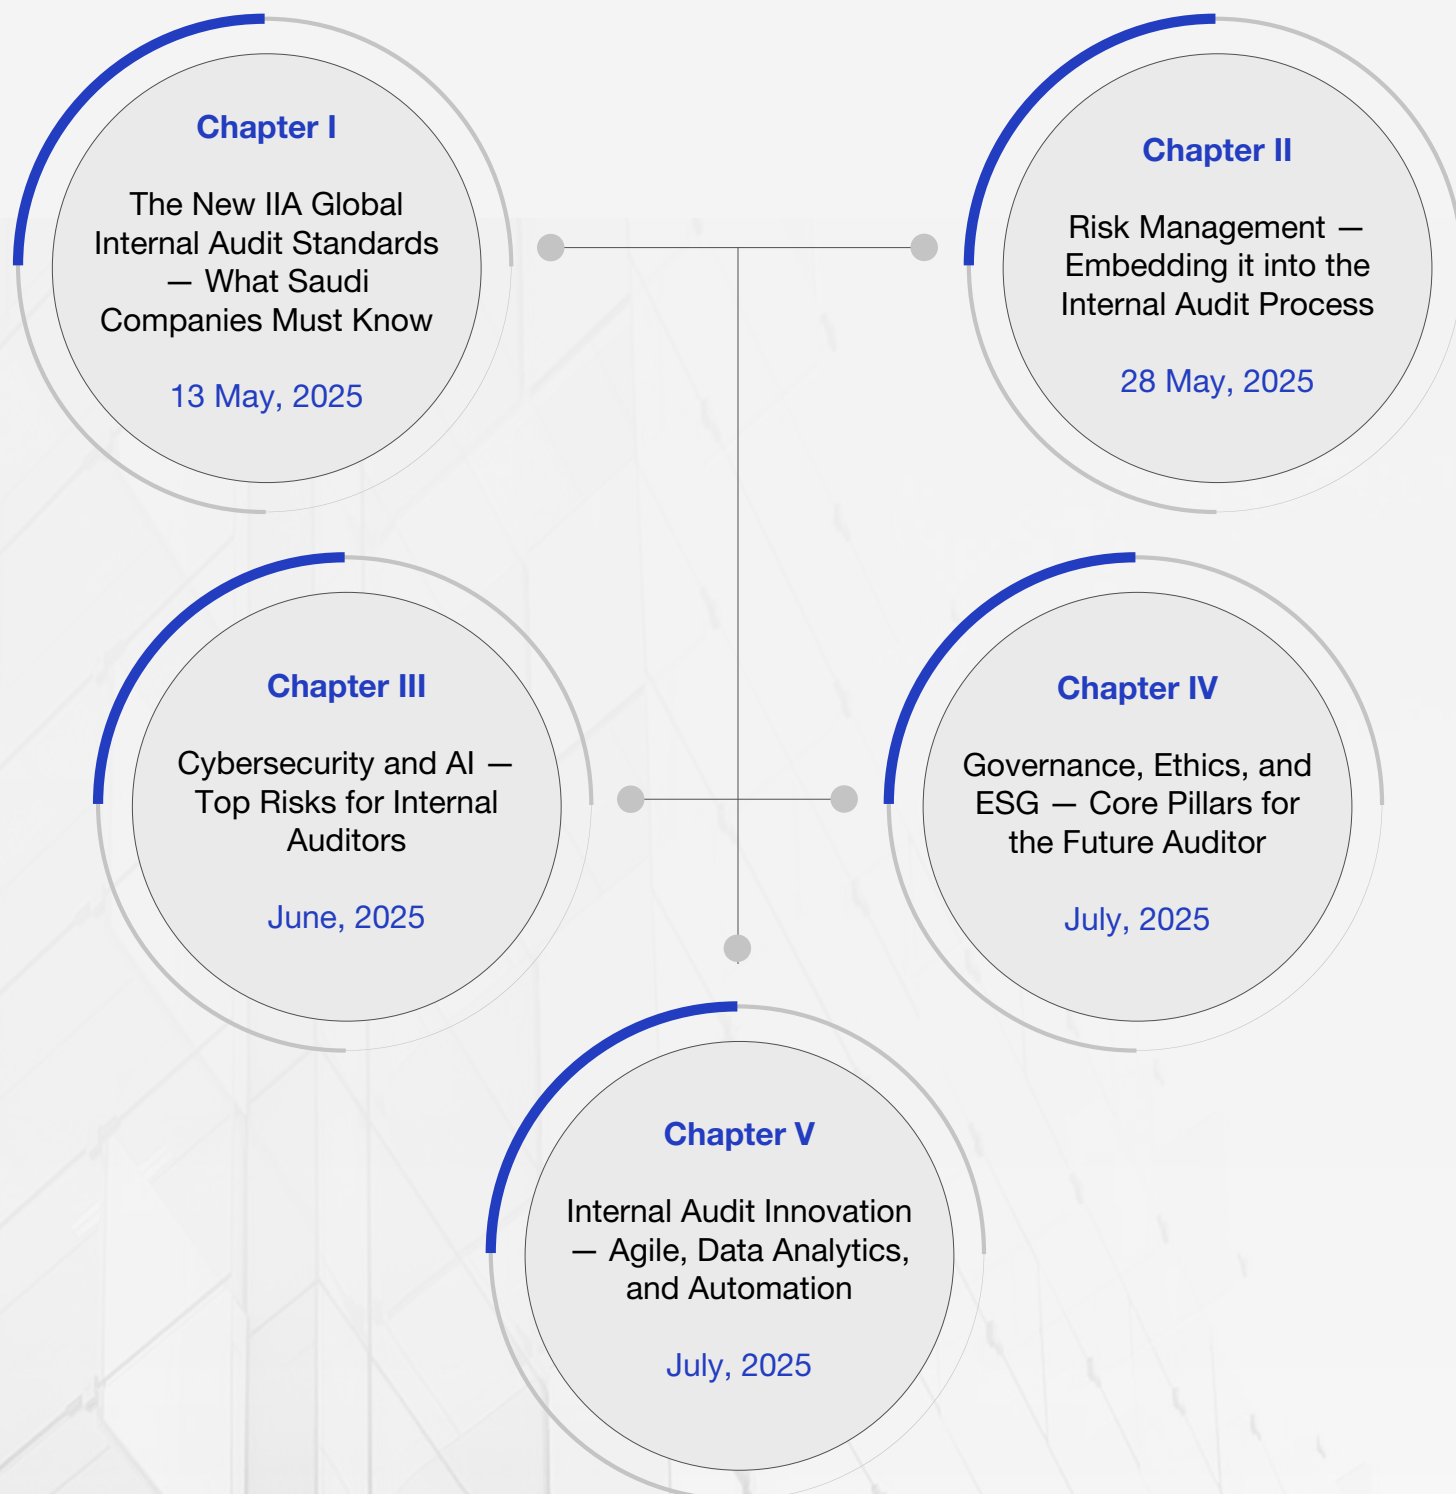 Chapter I
The New IIA Global
Internal Audit Standards
— What Saudi
Companies Must Know
13 May, 2025
Chapter II
Risk Management —
Embedding it into the
Internal Audit Process
28 May, 2025
Chapter III
Cybersecurity and AI —
Top Risks for Internal
Auditors
June, 2025
Chapter IV
Governance, Ethics, and
ESG — Core Pillars for
the Future Auditor
July, 2025
Chapter V
Internal Audit Innovation
— Agile, Data Analytics,
and Automation
July, 2025